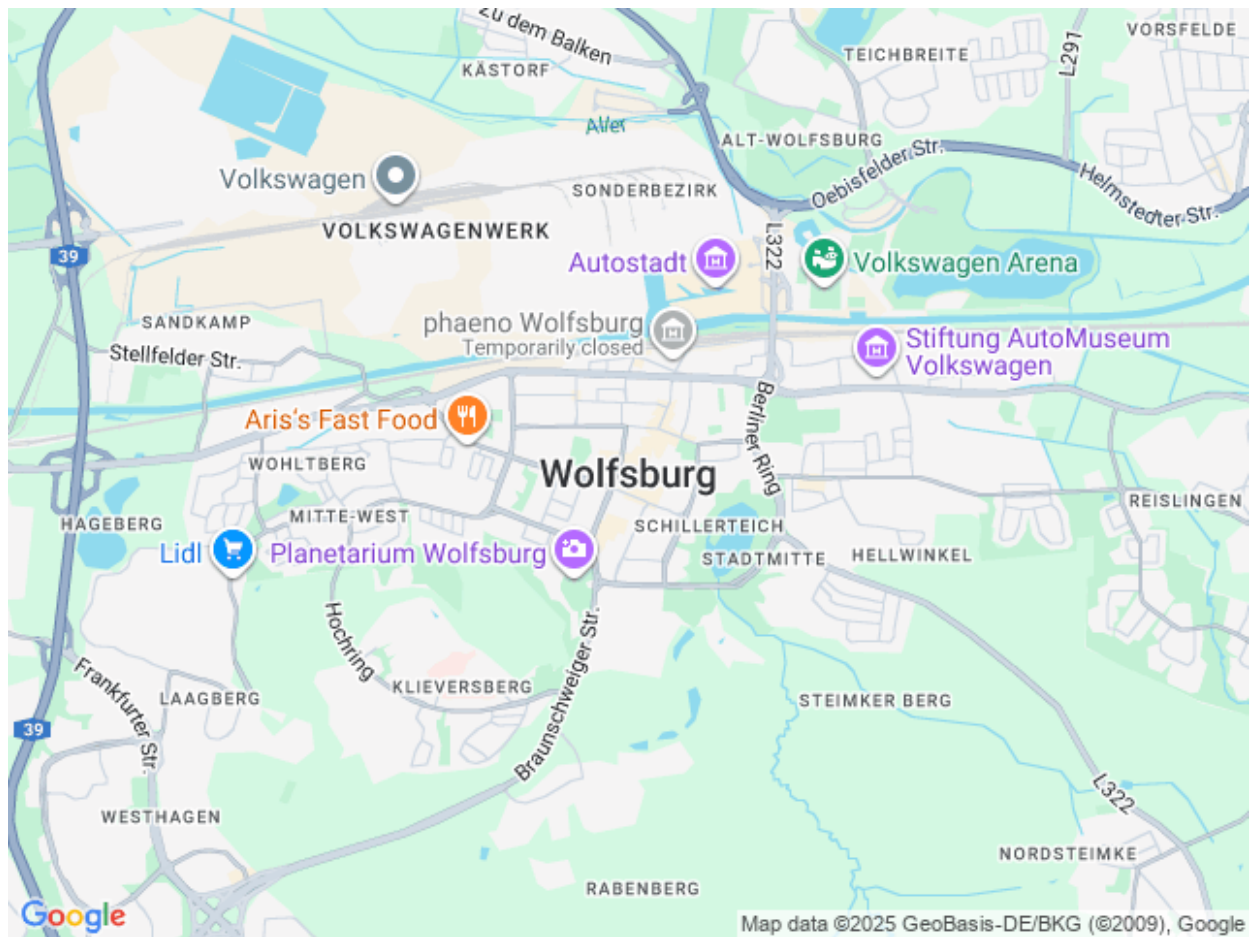 Zu dem Balken
KÄSTORF
TEICHBREITE
L291
VORSFELDE
Aller
ALT-WOLFSBURG
Oebisfelder Str.
Helmstedter Str.
Volkswagen
SONDERBEZIRK
VOLKSWAGENWERK
39
L322
Autostadt
Volkswagen Arena
SANDKAMP
phaeno Wolfsburg
Temporarily closed
Stiftung AutoMuseum
Volkswagen
Stellfelder Str.
Aris's Fast Food
Berliner Ring
WOHLTBERG
Wolfsburg
REISLINGEN
HAGEBERG
MITTE-WEST
SCHILLERTEICH
Lidl
Planetarium Wolfsburg
STADTMITTE
HELLWINKEL
Hochring
Braunschweiger Str.
Frankfurter Str.
LAAGBERG
KLIEVERSBERG
STEIMKER BERG
39
L322
WESTHAGEN
NORDSTEIMKE
RABENBERG
Google
Map data ©2025 GeoBasis-DE/BKG (©2009), Google